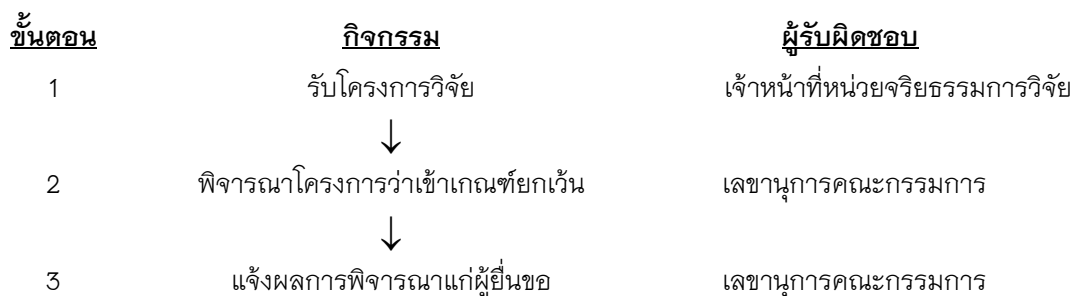 ขั้นตอน กิจกรรม ผู้รับผิดชอบ
1 รับโครงการวิจัย เจ้าหน้าที่หน่วยจริยธรรมการวิจัย
↓
2 พิจารณาโครงการว่าเข้าเกณฑ์ยกเว้น เลขานุการคณะกรรมการ
↓
3 แจ้งผลการพิจารณาแก่ผู้ยื่นขอ เลขานุการคณะกรรมการ